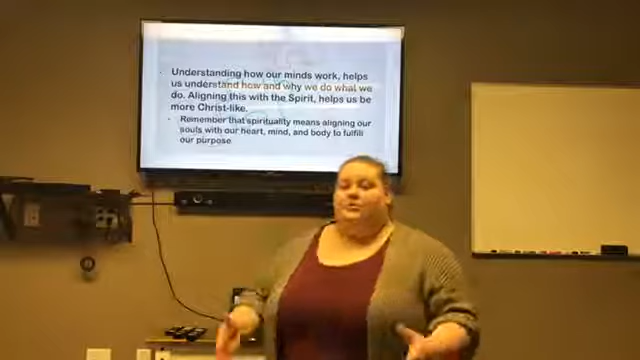 Understanding how our minds work, helps
us understand how and why we do what we
do. Aligning this with the Spirit, helps us be
more Christ-like.
Remember that spirituality means aligning our
souls with our heart, mind, and body to fulfill
our purpose